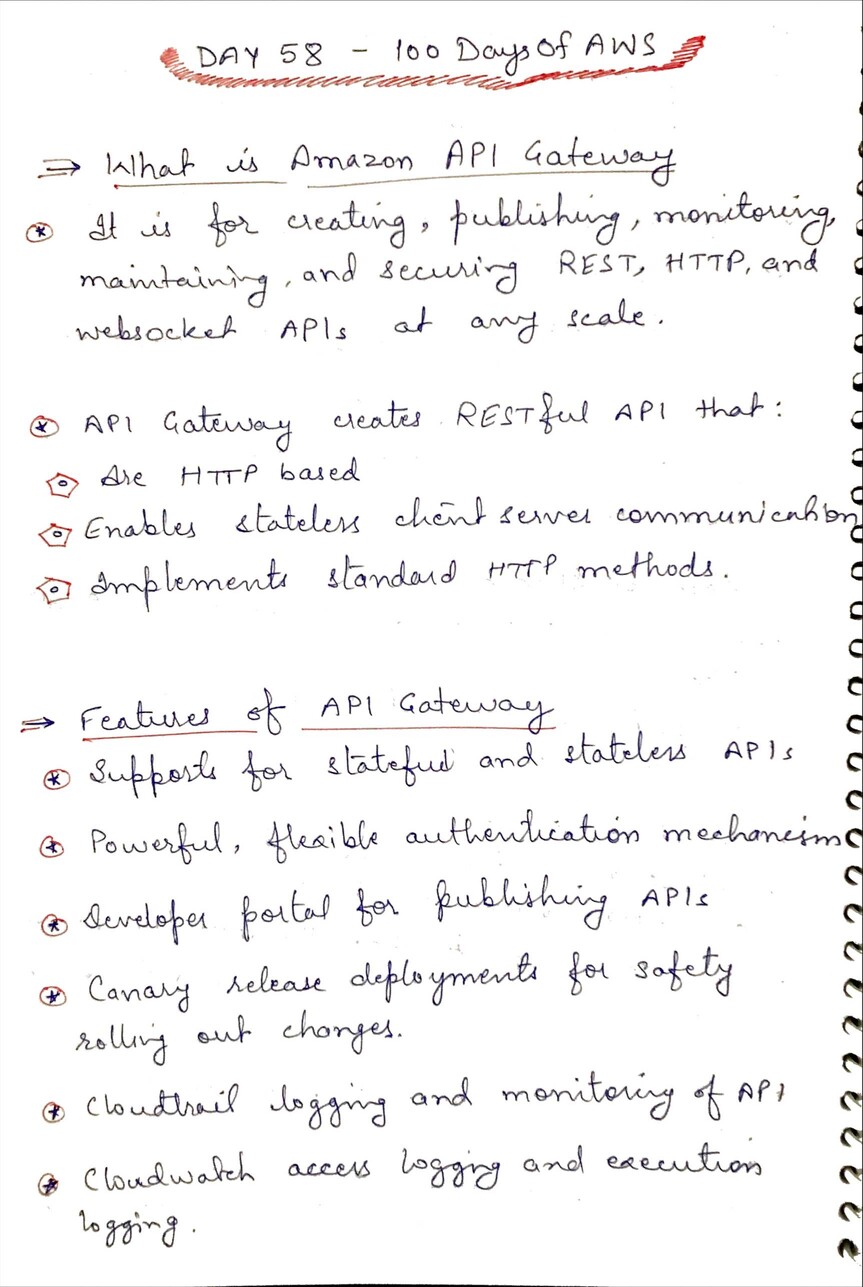 DAY 58 - 100 Days Of AWS
⇒ What is Amazon API Gateway
* It is for creating, publishing, monitoring,
maintaining, and securing REST, HTTP, and
websocket APIs at any scale.
* API Gateway creates RESTful API that:
Are HTTP based
Enables stateless client server communication
Implements standard HTTP methods.
⇒ Features of API Gateway
* Supports for stateful and stateless APIs
* Powerful, flexible authentication mechanism
* Developer portal for publishing APIs
* Canary release deployments for safety
rolling out changes.
* Cloudtrail logging and monitoring of API
* Cloudwatch access loggng and execution
logging.